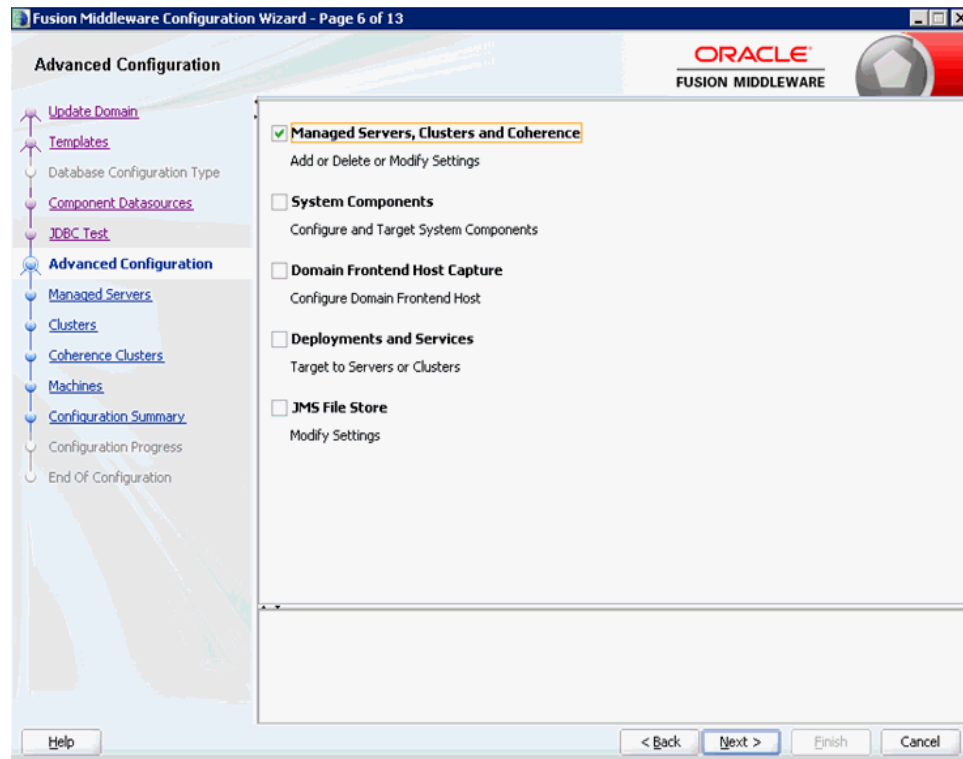 Fusion Middleware Configuration Wizard - Page 6 of 13
Advanced Configuration
ORACLE
FUSION MIDDLEWARE
Update Domain
Templates
Database Configuration Type
Component Datasources
JDBC Test
Advanced Configuration
Managed Servers
Clusters
Coherence Clusters
Machines
Configuration Summary
Configuration Progress
End Of Configuration
Managed Servers, Clusters and Coherence
Add or Delete or Modify Settings
System Components
Configure and Target System Components
Domain Frontend Host Capture
Configure Domain Frontend Host
Deployments and Services
Target to Servers or Clusters
JMS File Store
Modify Settings
Help
< Back
Next >
Finish
Cancel